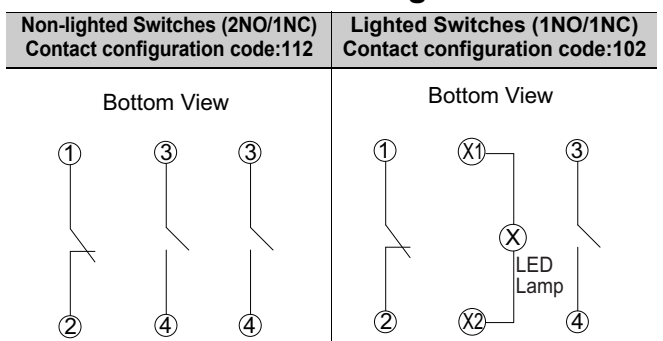 Non-lighted Switches (2NO/1NC)
Contact configuration code:112
Lighted Switches (1NO/1NC)
Contact configuration code:102
Bottom View
1 3 3
2 4 4
Bottom View
1 X1 3
X
LED
Lamp
2 X2 4